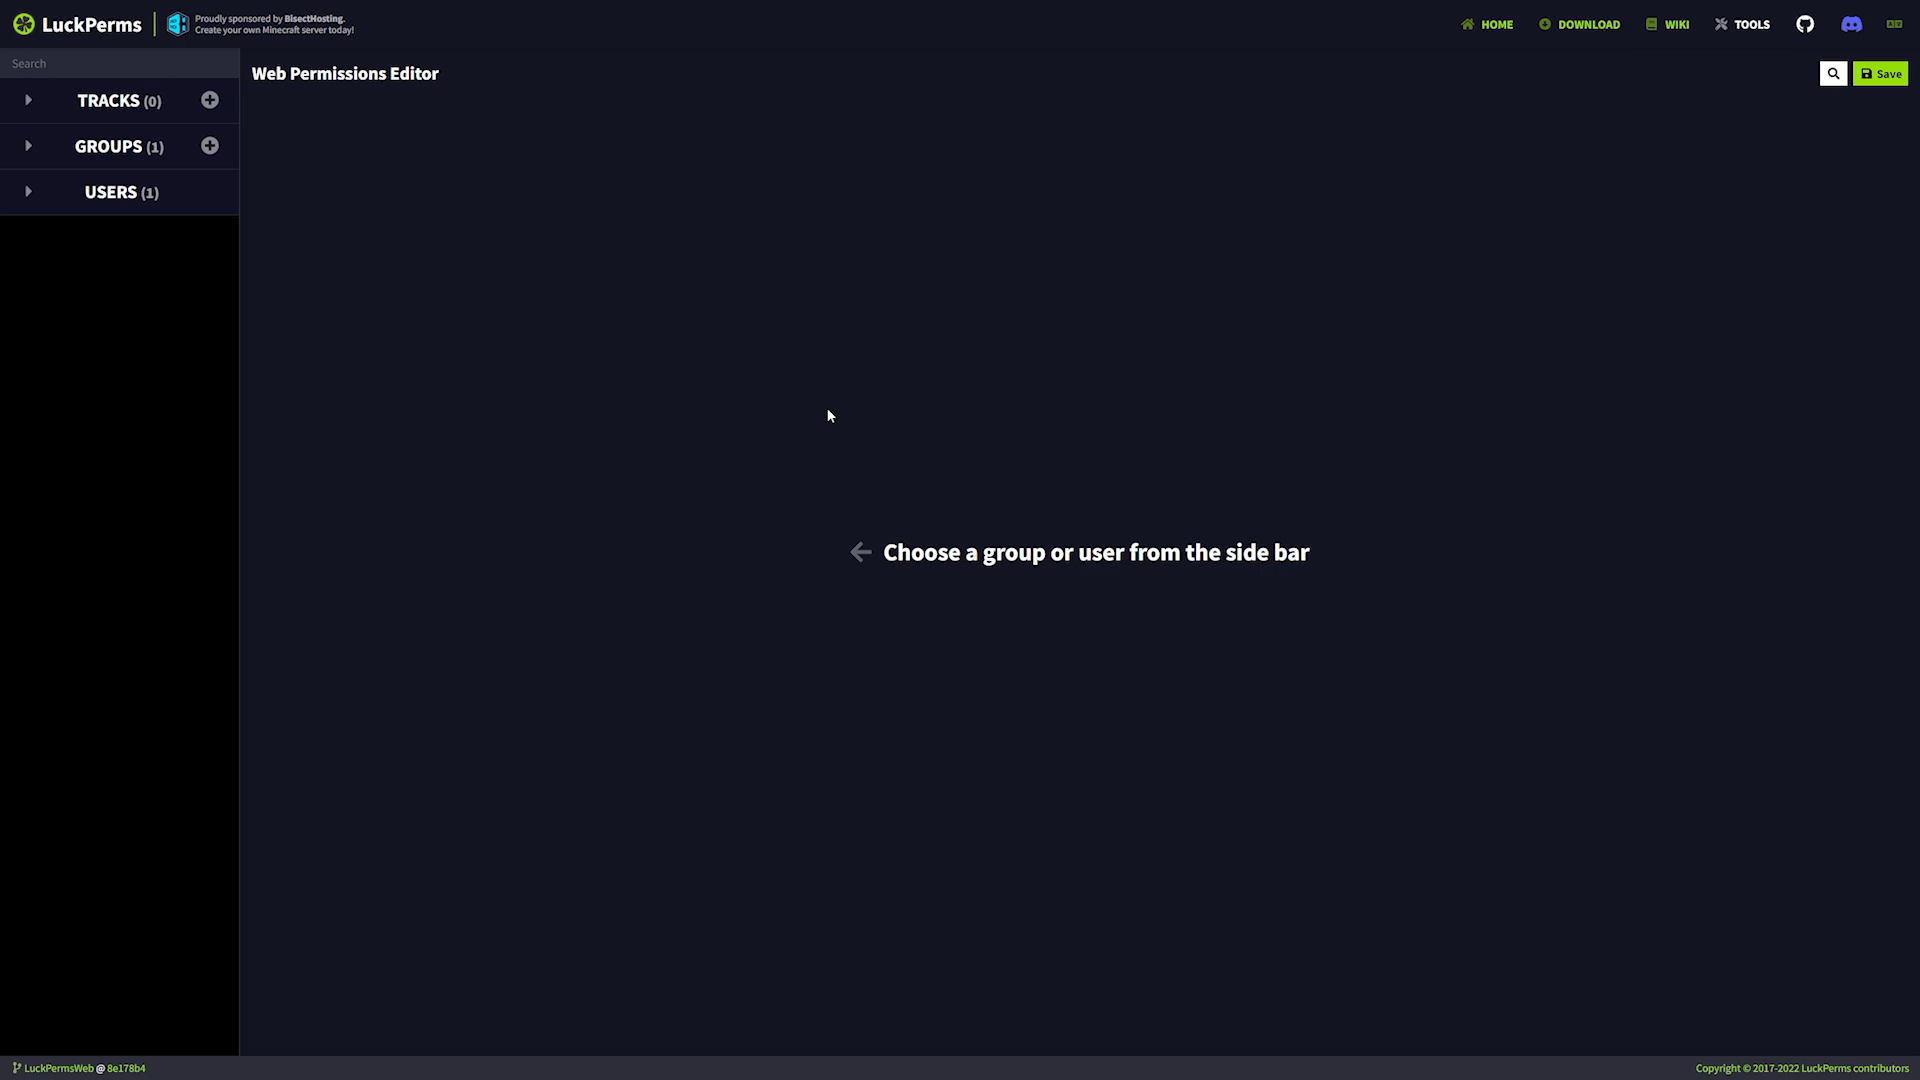 LuckPerms
Proudly sponsored by BisectHosting.
Create your own Minecraft server today!
HOME
DOWNLOAD
WIKI
TOOLS
Search
Web Permissions Editor
Save
TRACKS (0)
GROUPS (1)
USERS (1)
Choose a group or user from the side bar
LuckPermsWeb @ 8e178b4
Copyright © 2017-2022 LuckPerms contributors